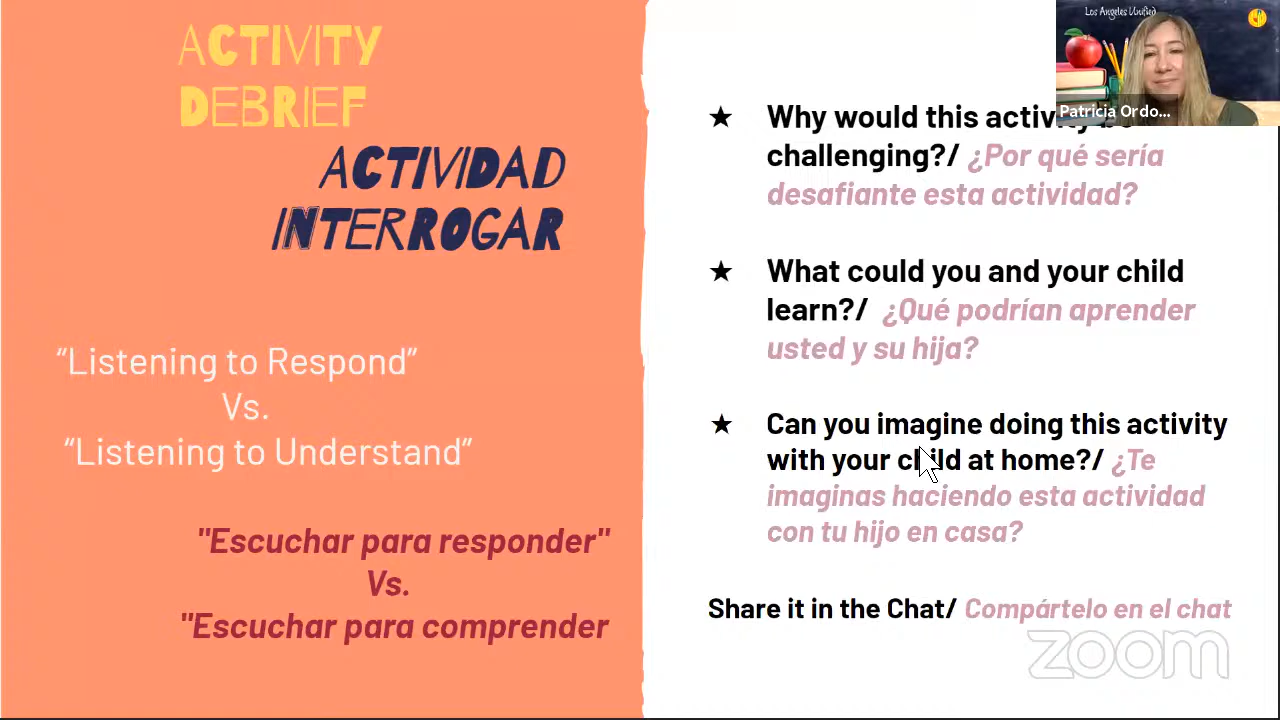 ACTIVITY
DEBRIEF
ACTIVIDAD
INTERROGAR
“Listening to Respond”
Vs.
“Listening to Understand”
"Escuchar para responder"
Vs.
"Escuchar para comprender
Los Angeles Unified
Patricia Ordo...
★ Why would this activity be
challenging?/ ¿Por qué sería
desafiante esta actividad?
★ What could you and your child
learn?/ ¿Qué podrían aprender
usted y su hija?
★ Can you imagine doing this activity
with your child at home?/ ¿Te
imaginas haciendo esta actividad
con tu hijo en casa?
Share it in the Chat/ Compártelo en el chat
zoom